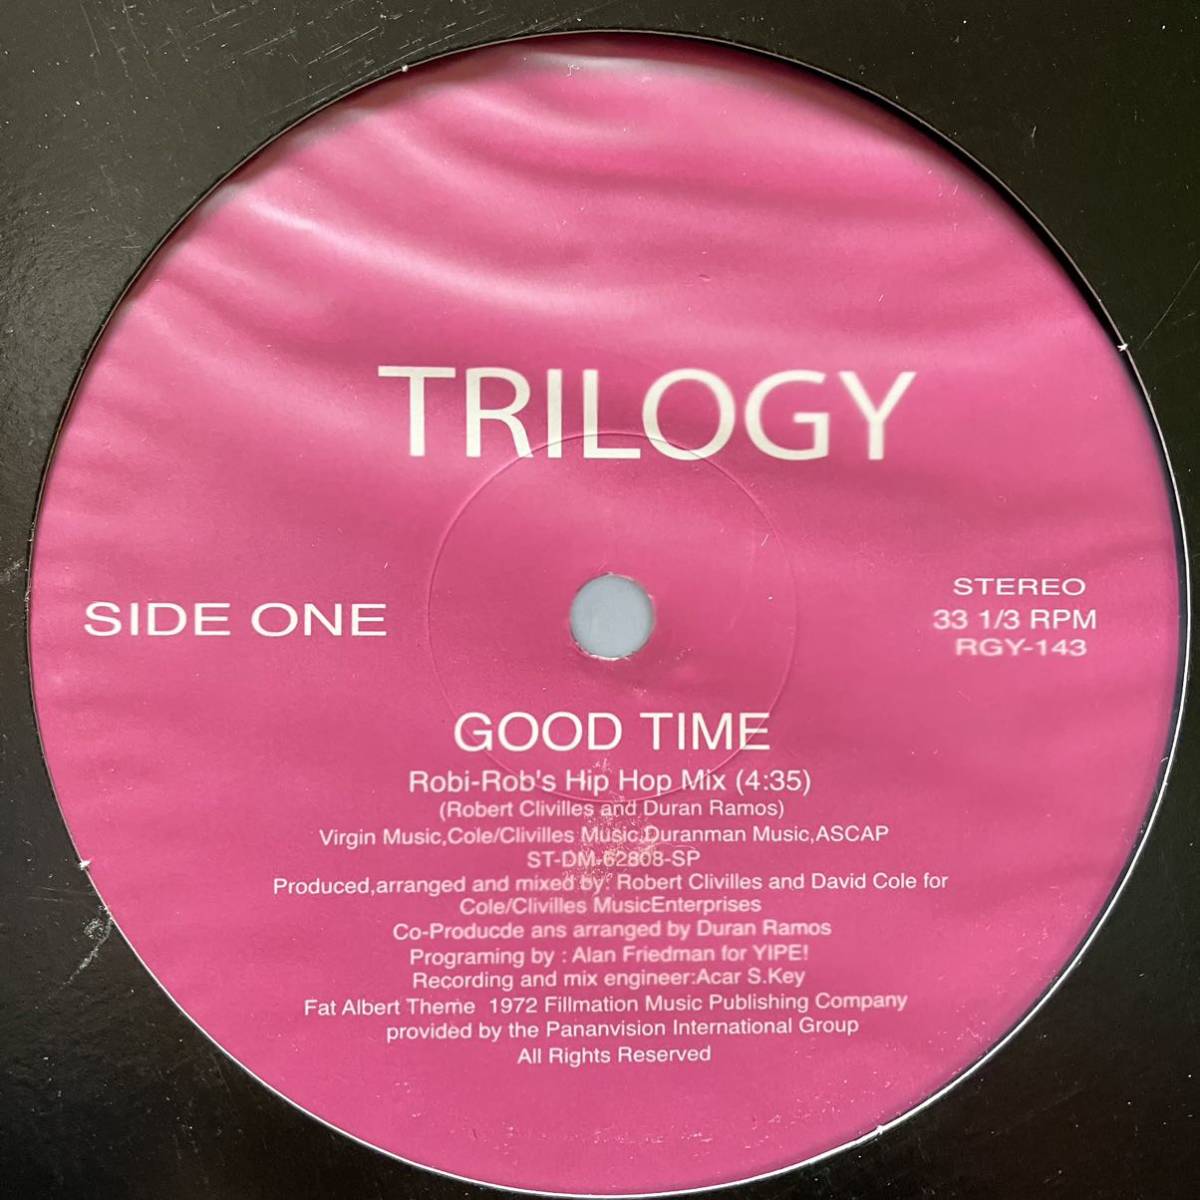 TRILOGY
SIDE ONE
STEREO
33 1/3 RPM
RGY-143
GOOD TIME
Robi-Rob's Hip Hop Mix (4:35)
(Robert Clivilles and Duran Ramos)
Virgin Music,Cole/Clivilles Music,Duranman Music,ASCAP
ST-DM-62808-SP
Produced,arranged and mixed by: Robert Clivilles and David Cole for
Cole/Clivilles MusicEnterprises
Co-Producde ans arranged by Duran Ramos
Programing by : Alan Friedman for YIPE!
Recording and mix engineer:Acar S.Key
Fat Albert Theme 1972 Fillmation Music Publishing Company
provided by the Pananvision International Group
All Rights Reserved